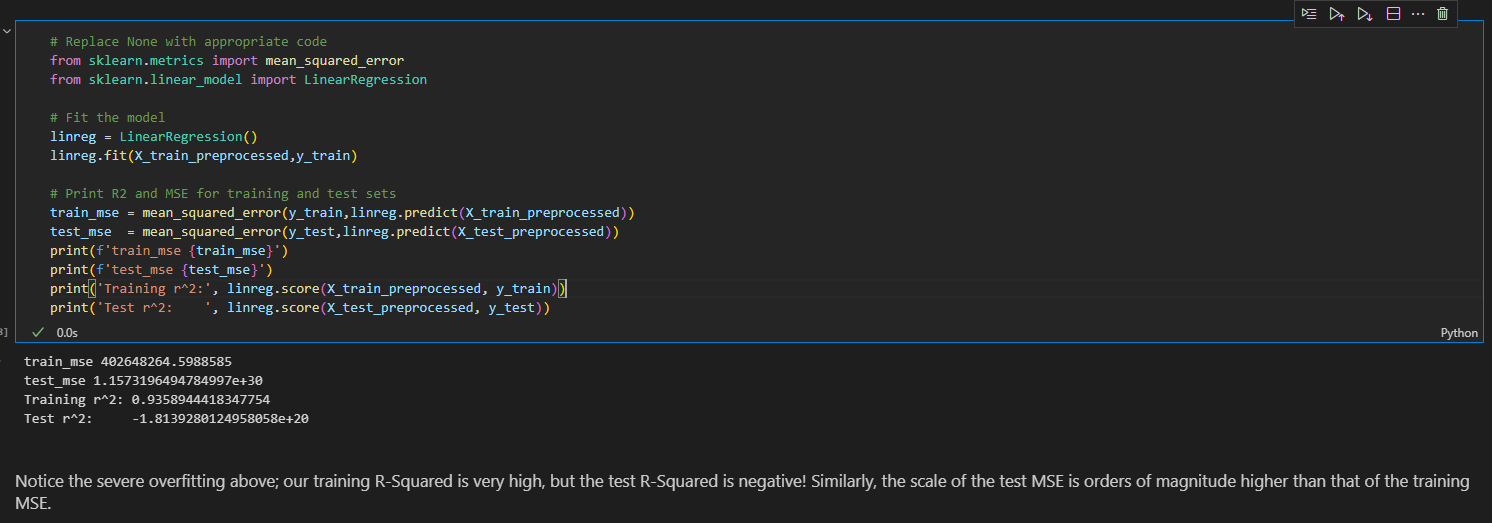 # Replace None with appropriate code
from sklearn.metrics import mean_squared_error
from sklearn.linear_model import LinearRegression
# Fit the model
linreg = LinearRegression()
linreg.fit(X_train_preprocessed,y_train)
# Print R2 and MSE for training and test sets
train_mse = mean_squared_error(y_train,linreg.predict(X_train_preprocessed))
test_mse  = mean_squared_error(y_test,linreg.predict(X_test_preprocessed))
print(f'train_mse {train_mse}')
print(f'test_mse {test_mse}')
print('Training r^2:', linreg.score(X_train_preprocessed, y_train))
print('Test r^2:    ', linreg.score(X_test_preprocessed, y_test))
0.0s
Python
train_mse 402648264.5988585
test_mse 1.1573196494784997e+30
Training r^2: 0.9358944418347754
Test r^2:     -1.8139280124958058e+20
Notice the severe overfitting above; our training R-Squared is very high, but the test R-Squared is negative! Similarly, the scale of the test MSE is orders of magnitude higher than that of the training
MSE.